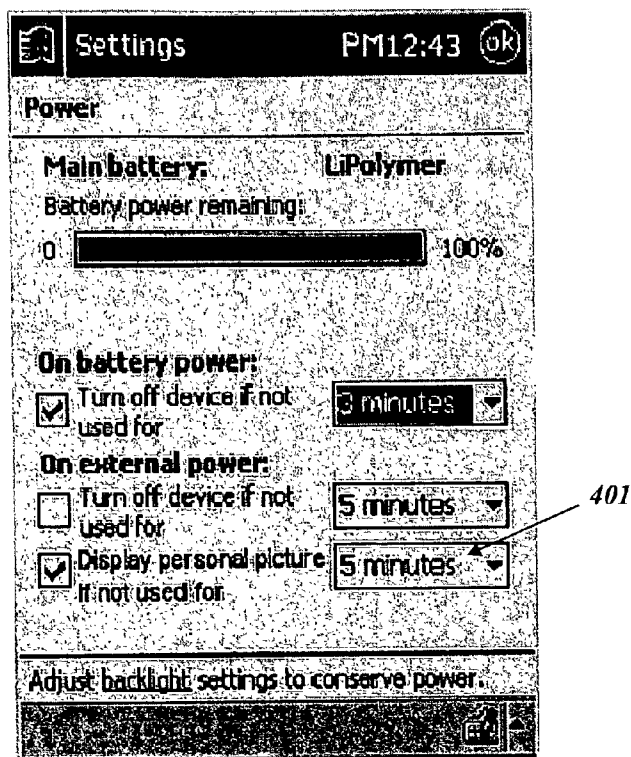 Settings PM12:43 ok
Power
Main battery: LiPolymer
Battery power remaining:
0 100%
On battery power:
Turn off device if not used for 3 minutes
On external power:
Turn off device if not used for 5 minutes
Display personal picture if not used for 5 minutes
401
Adjust backlight settings to conserve power.